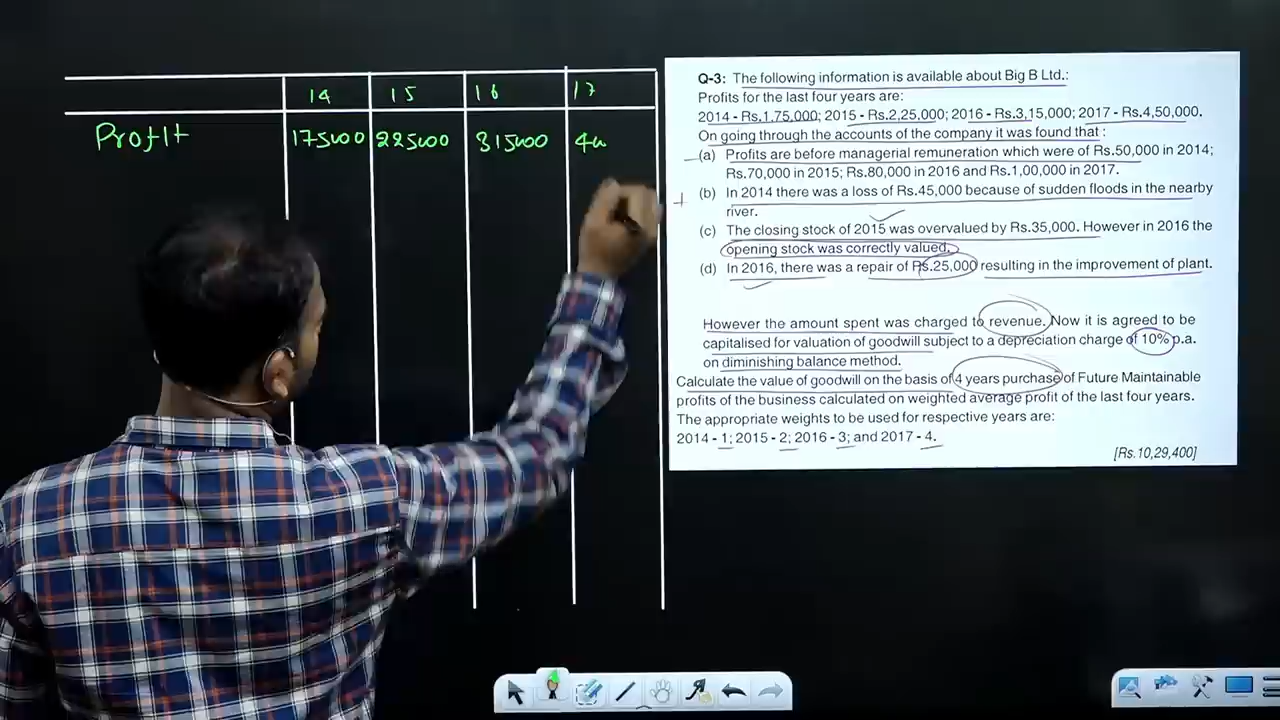 14 15 16 17
Profit 175000 225000 315000
Q-3: The following information is available about Big B Ltd.:
Profits for the last four years are:
2014 - Rs.1,75,000; 2015 - Rs.2,25,000; 2016 - Rs.3,15,000; 2017 - Rs.4,50,000.
On going through the accounts of the company it was found that :
(a) Profits are before managerial remuneration which were of Rs.50,000 in 2014;
Rs.70,000 in 2015; Rs.80,000 in 2016 and Rs.1,00,000 in 2017.
(b) In 2014 there was a loss of Rs.45,000 because of sudden floods in the nearby
river.
(c) The closing stock of 2015 was overvalued by Rs.35,000. However in 2016 the
opening stock was correctly valued.
(d) In 2016, there was a repair of Rs.25,000 resulting in the improvement of plant.
However the amount spent was charged to revenue. Now it is agreed to be
capitalised for valuation of goodwill subject to a depreciation charge of 10% p.a.
on diminishing balance method.
Calculate the value of goodwill on the basis of 4 years purchase of Future Maintainable
profits of the business calculated on weighted average profit of the last four years.
The appropriate weights to be used for respective years are:
2014 - 1; 2015 - 2; 2016 - 3; and 2017 - 4.
[Rs.10,29,400]